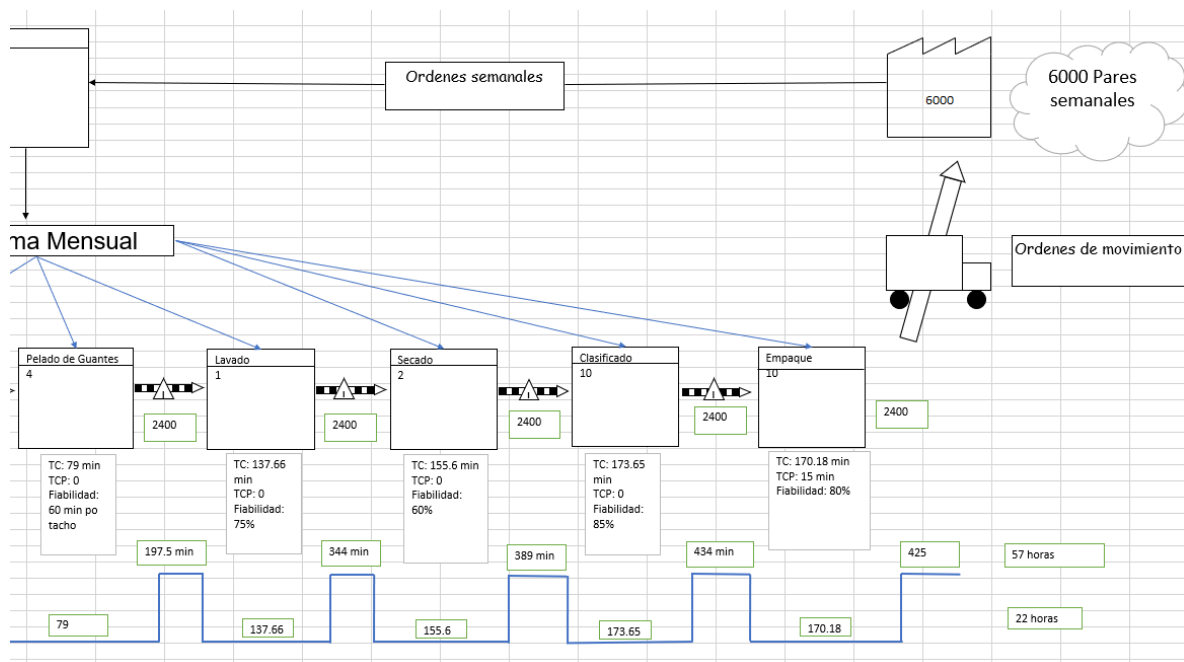 Ordenes semanales
6000
6000 Pares
semanales
ma Mensual
Ordenes de movimiento
Pelado de Guantes
4
Lavado
1
Secado
2
Clasificado
10
Empaque
10
I
I
I
I
2400
2400
2400
2400
2400
TC: 79 min
TCP: 0
Fiabilidad:
60 min po
tacho
TC: 137.66
min
TCP: 0
Fiabilidad:
75%
TC: 155.6 min
TCP: 0
Fiabilidad:
60%
TC: 173.65
min
TCP: 0
Fiabilidad:
85%
TC: 170.18 min
TCP: 15 min
Fiabilidad: 80%
197.5 min
344 min
389 min
434 min
425
57 horas
79
137.66
155.6
173.65
170.18
22 horas